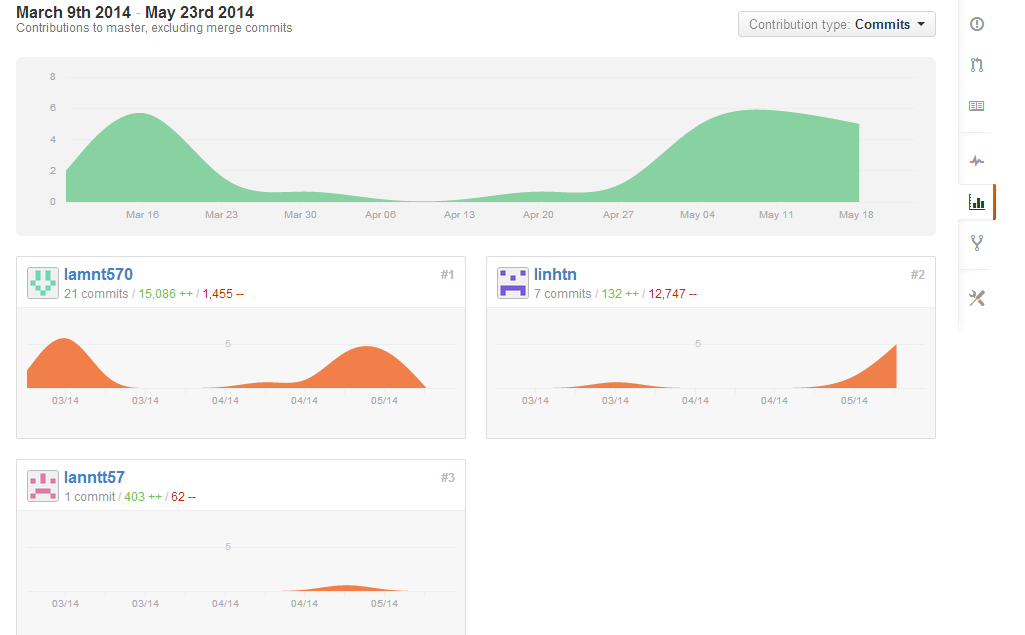 March 9th 2014 - May 23rd 2014
Contributions to master, excluding merge commits
Contribution type: Commits
8
6
4
2
0
Mar 16 Mar 23 Mar 30 Apr 06 Apr 13 Apr 20 Apr 27 May 04 May 11 May 18
lamnt570 #1
21 commits / 15,086 ++ / 1,455 --
5
03/14 03/14 04/14 04/14 05/14
linhtn #2
7 commits / 132 ++ / 12,747 --
5
03/14 03/14 04/14 04/14 05/14
lanntt57 #3
1 commit / 403 ++ / 62 --
5
03/14 03/14 04/14 04/14 05/14